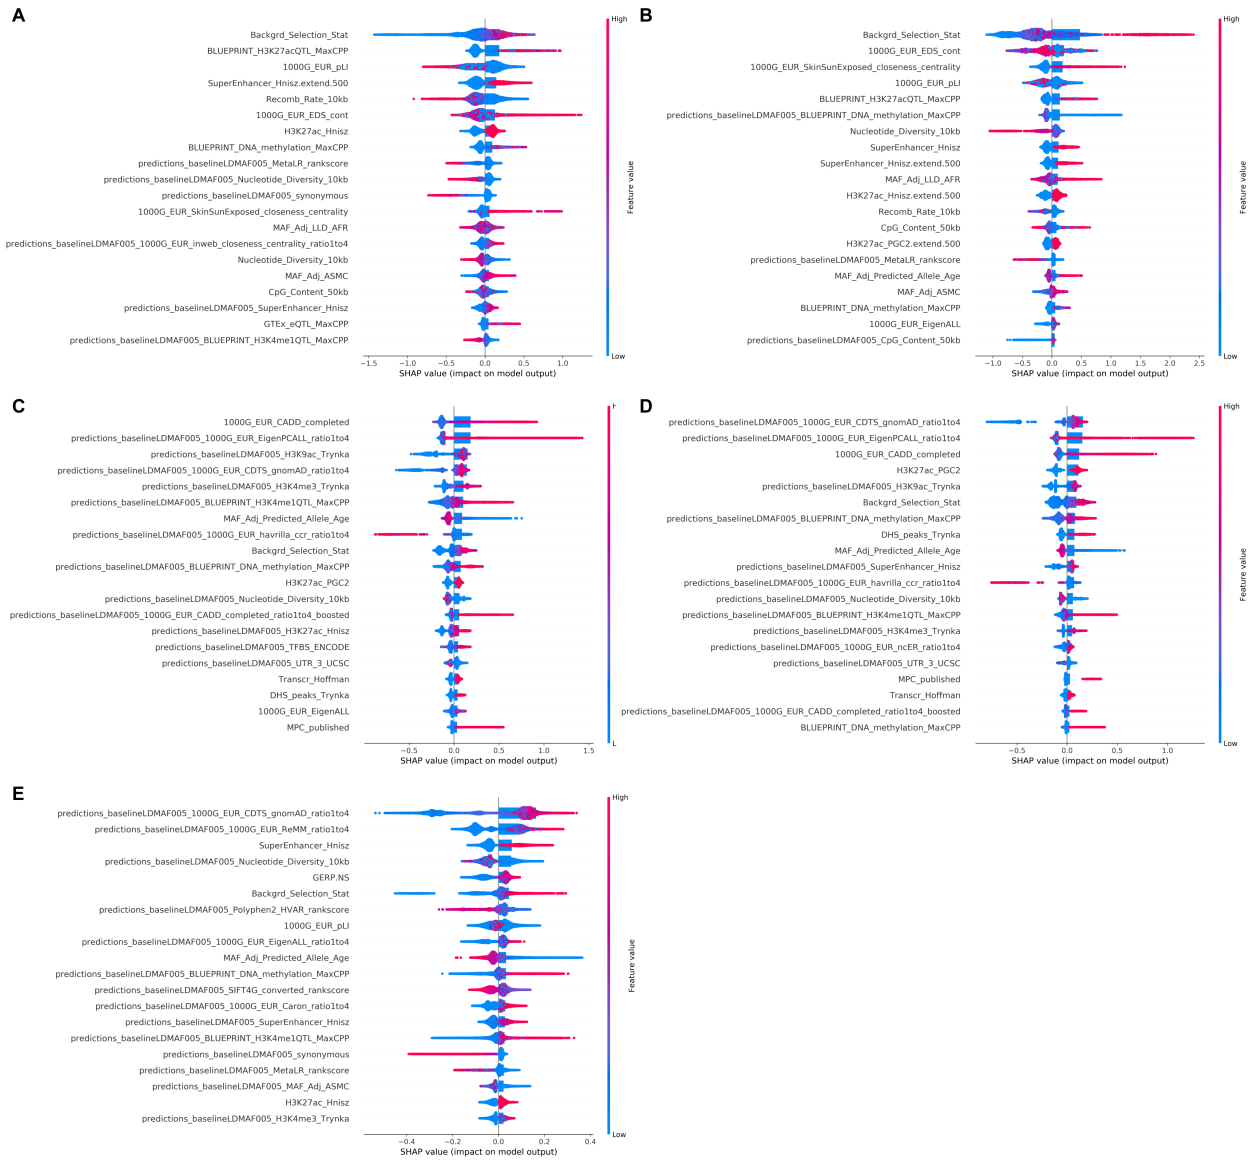 A
Backgrd_Selection_Stat
BLUEPRINT_H3K27acQTL_MaxCPP
1000G_EUR_pLI
SuperEnhancer_Hnisz.extend.500
Recomb_Rate_10kb
1000G_EUR_EDS_cont
H3K27ac_Hnisz
BLUEPRINT_DNA_methylation_MaxCPP
predictions_baselineLDMAF005_MetaLR_rankscore
predictions_baselineLDMAF005_Nucleotide_Diversity_10kb
predictions_baselineLDMAF005_synonymous
1000G_EUR_SkinSunExposed_closeness_centrality
MAF_Adj_LLD_AFR
predictions_baselineLDMAF005_1000G_EUR_inweb_closeness_centrality_ratio1to4
Nucleotide_Diversity_10kb
MAF_Adj_ASMC
CpG_Content_50kb
predictions_baselineLDMAF005_SuperEnhancer_Hnisz
GTEx_eQTL_MaxCPP
predictions_baselineLDMAF005_BLUEPRINT_H3K4me1QTL_MaxCPP
−1.5 −1.0 −0.5 0.0 0.5 1.0
SHAP value (impact on model output)
High
Feature value
Low
B
Backgrd_Selection_Stat
1000G_EUR_EDS_cont
1000G_EUR_SkinSunExposed_closeness_centrality
1000G_EUR_pLI
BLUEPRINT_H3K27acQTL_MaxCPP
predictions_baselineLDMAF005_BLUEPRINT_DNA_methylation_MaxCPP
Nucleotide_Diversity_10kb
SuperEnhancer_Hnisz
SuperEnhancer_Hnisz.extend.500
MAF_Adj_LLD_AFR
H3K27ac_Hnisz.extend.500
Recomb_Rate_10kb
CpG_Content_50kb
H3K27ac_PGC2.extend.500
predictions_baselineLDMAF005_MetaLR_rankscore
MAF_Adj_Predicted_Allele_Age
MAF_Adj_ASMC
BLUEPRINT_DNA_methylation_MaxCPP
1000G_EUR_EigenALL
predictions_baselineLDMAF005_CpG_Content_50kb
−1.0 −0.5 0.0 0.5 1.0 1.5 2.0 2.5
SHAP value (impact on model output)
High
Feature value
Low
C
1000G_EUR_CADD_completed
predictions_baselineLDMAF005_1000G_EUR_EigenPCALL_ratio1to4
predictions_baselineLDMAF005_H3K9ac_Trynka
predictions_baselineLDMAF005_1000G_EUR_CDTS_gnomAD_ratio1to4
predictions_baselineLDMAF005_H3K4me3_Trynka
predictions_baselineLDMAF005_BLUEPRINT_H3K4me1QTL_MaxCPP
MAF_Adj_Predicted_Allele_Age
predictions_baselineLDMAF005_1000G_EUR_havrilla_ccr_ratio1to4
Backgrd_Selection_Stat
predictions_baselineLDMAF005_BLUEPRINT_DNA_methylation_MaxCPP
H3K27ac_PGC2
predictions_baselineLDMAF005_Nucleotide_Diversity_10kb
predictions_baselineLDMAF005_1000G_EUR_CADD_completed_ratio1to4_boosted
predictions_baselineLDMAF005_H3K27ac_Hnisz
predictions_baselineLDMAF005_TFBS_ENCODE
predictions_baselineLDMAF005_UTR_3_UCSC
Transcr_Hoffman
DHS_peaks_Trynka
1000G_EUR_EigenALL
MPC_published
−0.5 0.0 0.5 1.0 1.5
SHAP value (impact on model output)
D
predictions_baselineLDMAF005_1000G_EUR_CDTS_gnomAD_ratio1to4
predictions_baselineLDMAF005_1000G_EUR_EigenPCALL_ratio1to4
1000G_EUR_CADD_completed
H3K27ac_PGC2
predictions_baselineLDMAF005_H3K9ac_Trynka
Backgrd_Selection_Stat
predictions_baselineLDMAF005_BLUEPRINT_DNA_methylation_MaxCPP
DHS_peaks_Trynka
MAF_Adj_Predicted_Allele_Age
predictions_baselineLDMAF005_SuperEnhancer_Hnisz
predictions_baselineLDMAF005_1000G_EUR_havrilla_ccr_ratio1to4
predictions_baselineLDMAF005_Nucleotide_Diversity_10kb
predictions_baselineLDMAF005_BLUEPRINT_H3K4me1QTL_MaxCPP
predictions_baselineLDMAF005_H3K4me3_Trynka
predictions_baselineLDMAF005_1000G_EUR_ncER_ratio1to4
predictions_baselineLDMAF005_UTR_3_UCSC
MPC_published
Transcr_Hoffman
predictions_baselineLDMAF005_1000G_EUR_CADD_completed_ratio1to4_boosted
BLUEPRINT_DNA_methylation_MaxCPP
−0.5 0.0 0.5 1.0
SHAP value (impact on model output)
High
Feature value
Low
E
predictions_baselineLDMAF005_1000G_EUR_CDTS_gnomAD_ratio1to4
predictions_baselineLDMAF005_1000G_EUR_ReMM_ratio1to4
SuperEnhancer_Hnisz
predictions_baselineLDMAF005_Nucleotide_Diversity_10kb
GERP.NS
Backgrd_Selection_Stat
predictions_baselineLDMAF005_Polyphen2_HVAR_rankscore
1000G_EUR_pLI
predictions_baselineLDMAF005_1000G_EUR_EigenALL_ratio1to4
MAF_Adj_Predicted_Allele_Age
predictions_baselineLDMAF005_BLUEPRINT_DNA_methylation_MaxCPP
predictions_baselineLDMAF005_SIFT4G_converted_rankscore
predictions_baselineLDMAF005_1000G_EUR_Caron_ratio1to4
predictions_baselineLDMAF005_SuperEnhancer_Hnisz
predictions_baselineLDMAF005_BLUEPRINT_H3K4me1QTL_MaxCPP
predictions_baselineLDMAF005_synonymous
predictions_baselineLDMAF005_MetaLR_rankscore
predictions_baselineLDMAF005_MAF_Adj_ASMC
H3K27ac_Hnisz
predictions_baselineLDMAF005_H3K4me3_Trynka
−0.4 −0.2 0.0 0.2 0.4
SHAP value (impact on model output)
High
Feature value
Low